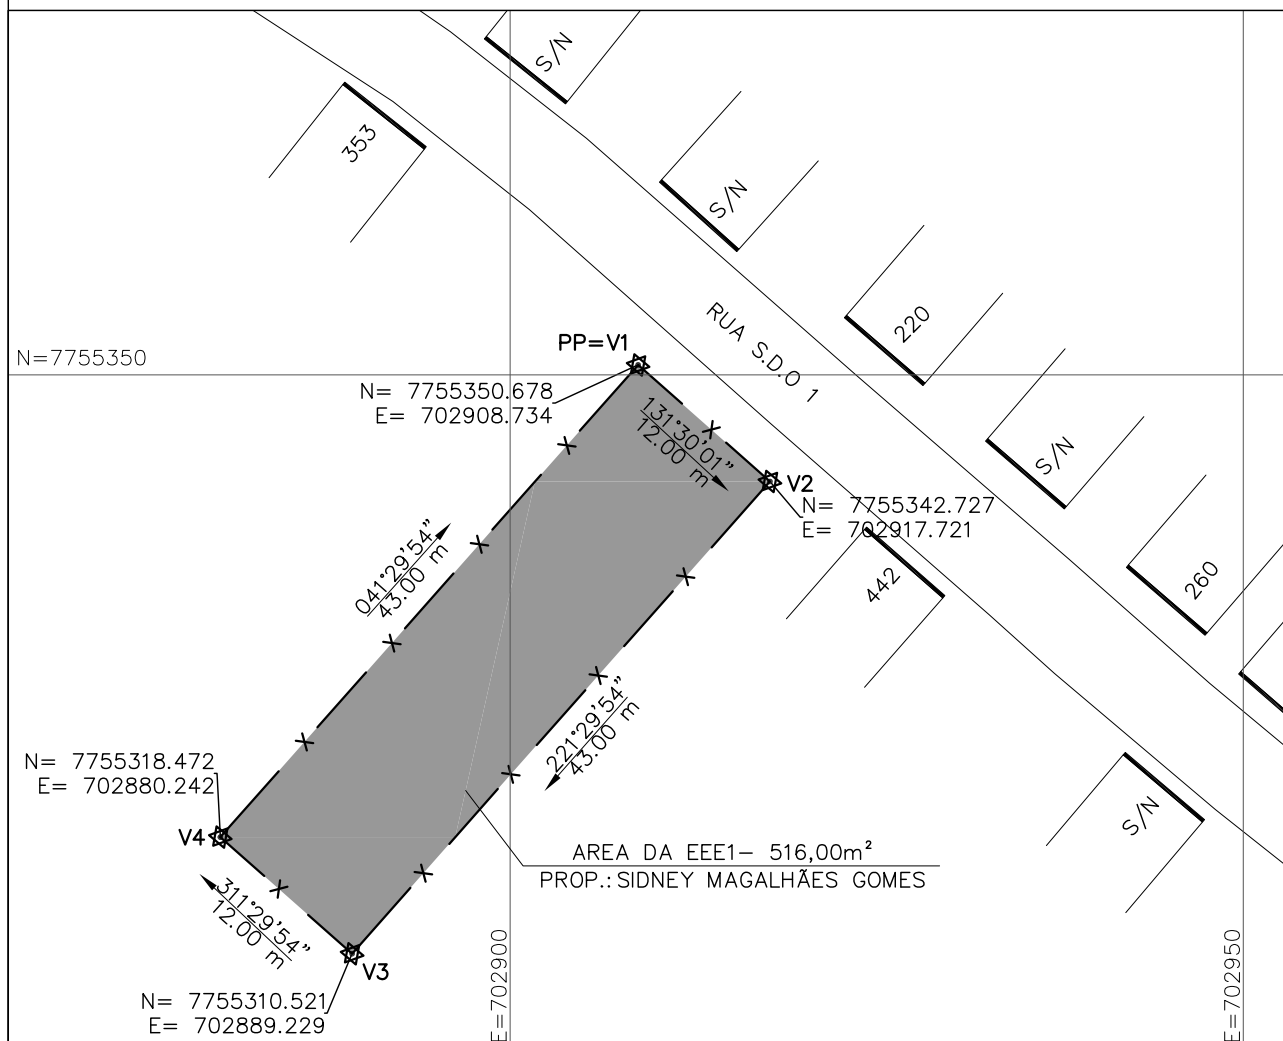 S/N
353
S/N
220
RUA S.D.O 1
PP=V1
N=7755350
N= 7755350.678
E= 702908.734
131°30'01"
12.00 m
V2
N= 7755342.727
E= 702917.721
S/N
442
260
041°29'54"
43.00 m
221°29'54"
43.00 m
N= 7755318.472
E= 702880.242
V4
S/N
AREA DA EEE1– 516,00m²
PROP.: SIDNEY MAGALHÃES GOMES
311°29'54"
12.00 m
V3
N= 7755310.521
E= 702889.229
E=702900
E=702950